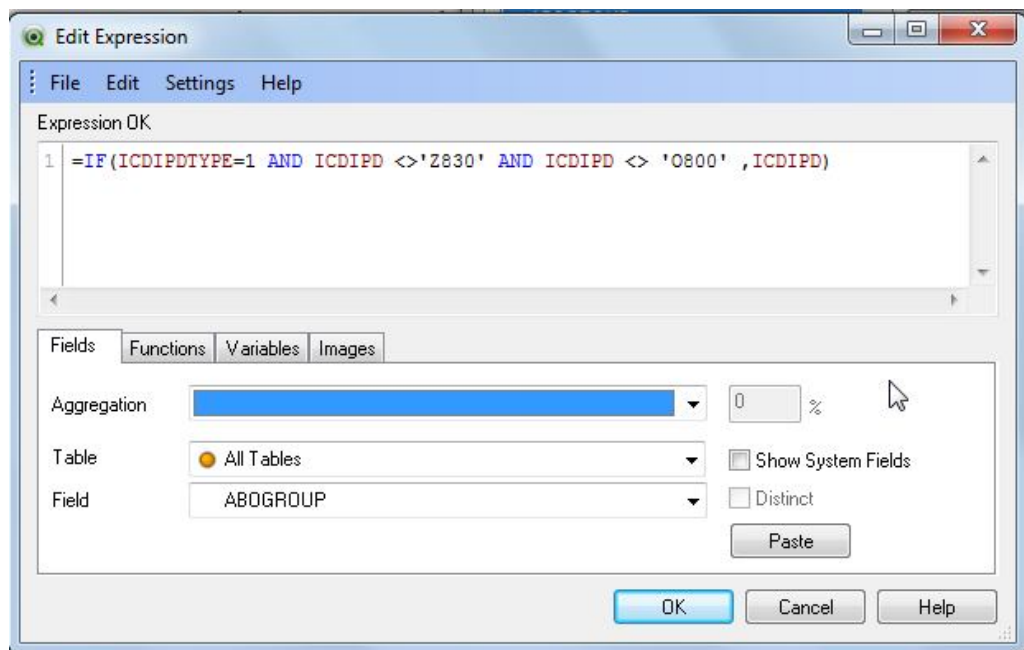 Edit Expression
File Edit Settings Help
Expression OK
1 =IF(ICDIPDTYPE=1 AND ICDIPD <>'Z830' AND ICDIPD <> 'O800' ,ICDIPD)
Fields Functions Variables Images
Aggregation 0 %
Table All Tables Show System Fields
Field ABOGROUP Distinct
Paste
OK Cancel Help